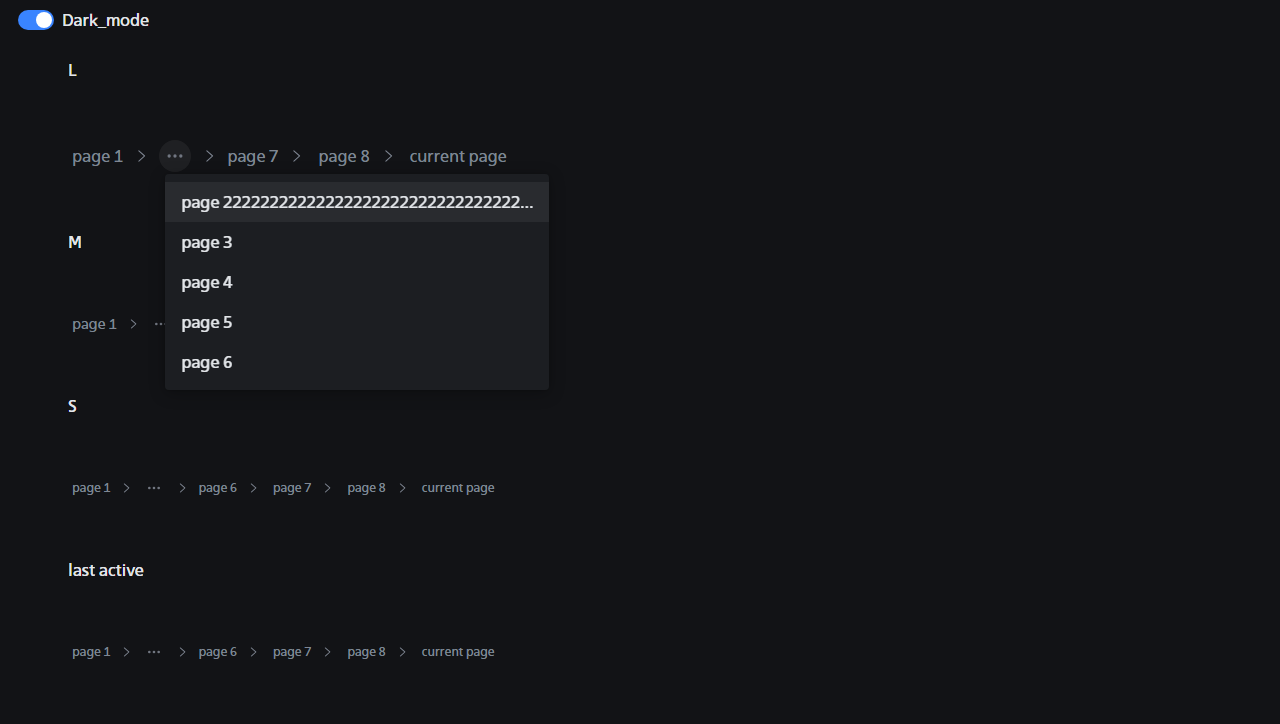 Dark_mode
L
page 1 > ... > page 7 > page 8 > current page
page 22222222222222222222222222222222...
page 3
M
page 4
page 1 > ...
page 5
page 6
S
page 1 > ... > page 6 > page 7 > page 8 > current page
last active
page 1 > ... > page 6 > page 7 > page 8 > current page